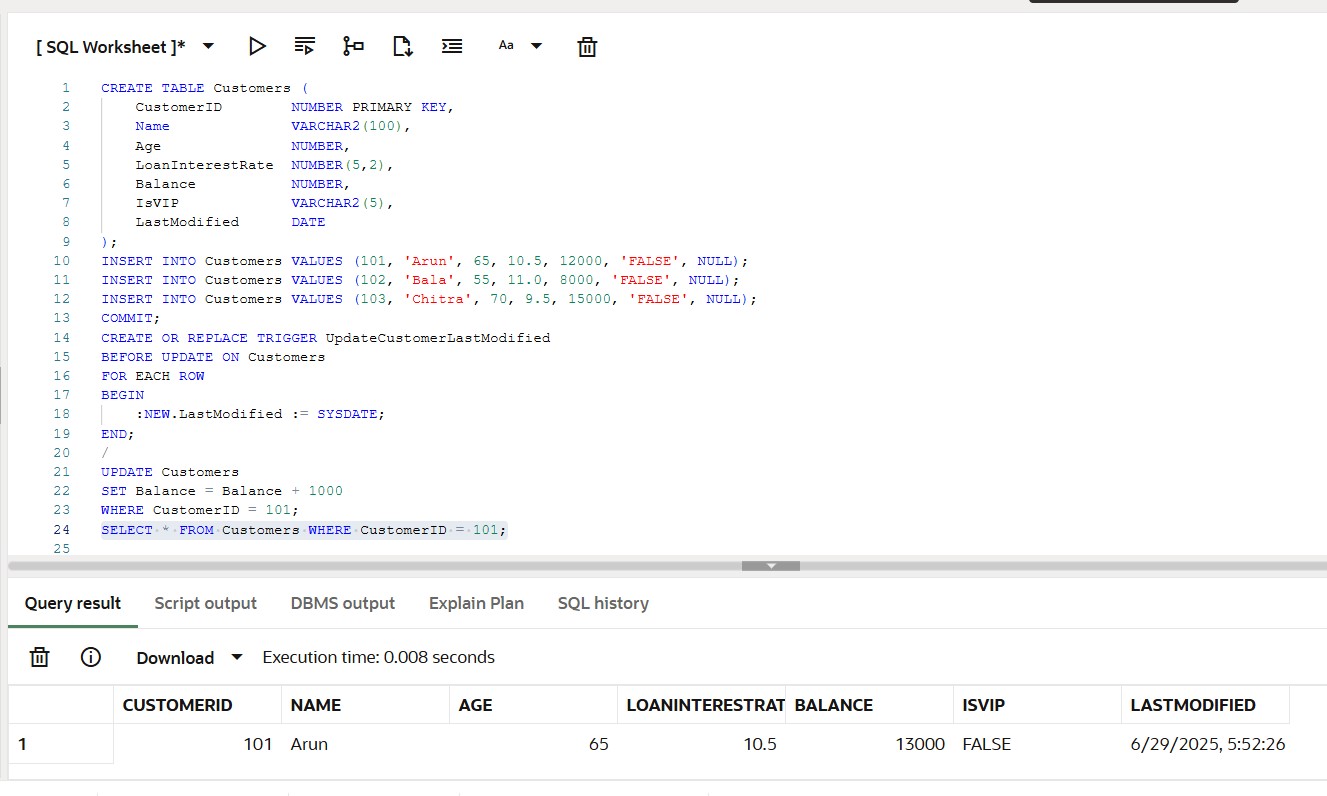 [ SQL Worksheet ]*
Aa
1 CREATE TABLE Customers (
2 CustomerID NUMBER PRIMARY KEY,
3 Name VARCHAR2(100),
4 Age NUMBER,
5 LoanInterestRate NUMBER(5,2),
6 Balance NUMBER,
7 IsVIP VARCHAR2(5),
8 LastModified DATE
9 );
10 INSERT INTO Customers VALUES (101, 'Arun', 65, 10.5, 12000, 'FALSE', NULL);
11 INSERT INTO Customers VALUES (102, 'Bala', 55, 11.0, 8000, 'FALSE', NULL);
12 INSERT INTO Customers VALUES (103, 'Chitra', 70, 9.5, 15000, 'FALSE', NULL);
13 COMMIT;
14 CREATE OR REPLACE TRIGGER UpdateCustomerLastModified
15 BEFORE UPDATE ON Customers
16 FOR EACH ROW
17 BEGIN
18 :NEW.LastModified := SYSDATE;
19 END;
20 /
21 UPDATE Customers
22 SET Balance = Balance + 1000
23 WHERE CustomerID = 101;
24 SELECT * FROM Customers WHERE CustomerID = 101;
25
Query result Script output DBMS output Explain Plan SQL history
Download Execution time: 0.008 seconds
CUSTOMERID NAME AGE LOANINTERESTRAT BALANCE ISVIP LASTMODIFIED
1 101 Arun 65 10.5 13000 FALSE 6/29/2025, 5:52:26